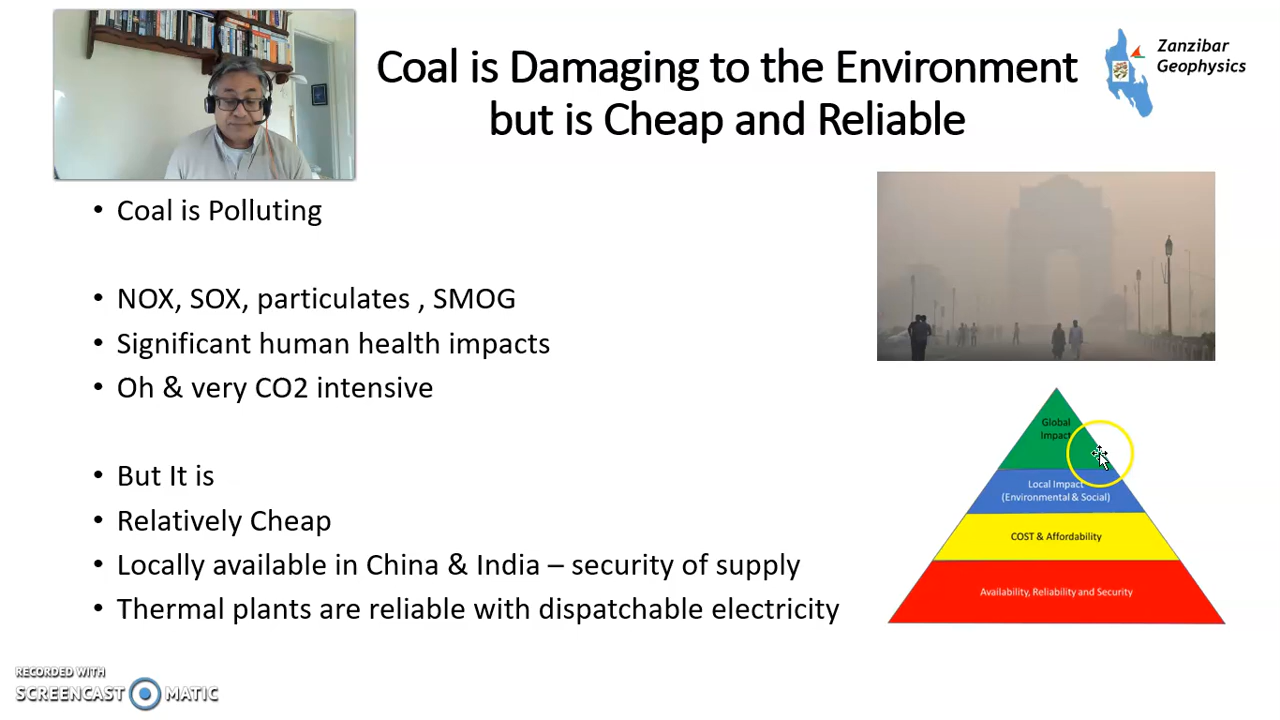 Coal is Damaging to the Environment
but is Cheap and Reliable
Zanzibar
Geophysics
• Coal is Polluting
• NOX, SOX, particulates , SMOG
• Significant human health impacts
• Oh & very CO2 intensive
• But It is
• Relatively Cheap
• Locally available in China & India – security of supply
• Thermal plants are reliable with dispatchable electricity
Global
Impact
Local Impact
(Environmental & Social)
COST & Affordability
Availability, Reliability and Security
RECORDED WITH
SCREENCAST MATIC